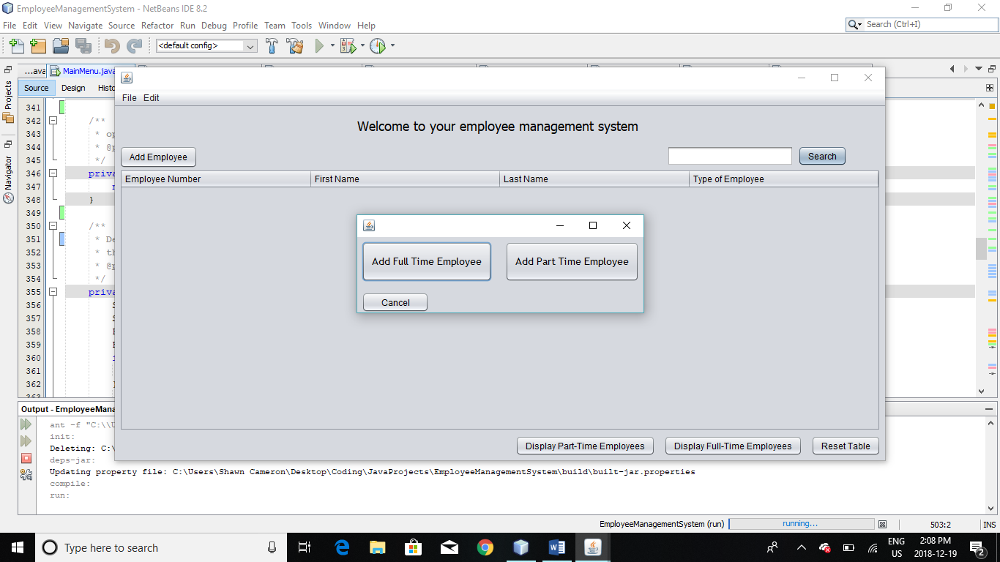 EmployeeManagementSystem - NetBeans IDE 8.2
File Edit View Navigate Source Refactor Run Debug Profile Team Tools Window Help
Search (Ctrl+I)
<default config>
...ava MainMenu.java
Source Design Histo
Projects
Navigator
341
342 /**
343 * op
344 * @p
345 */
346 priva
347
348 }
349
350 /**
351 * De
352 * th
353 * @p
354 */
355 priva
356
357
358
359
360
361
362
363
File Edit
Welcome to your employee management system
Add Employee
Search
Employee Number First Name Last Name Type of Employee
Add Full Time Employee Add Part Time Employee
Cancel
Display Part-Time Employees Display Full-Time Employees Reset Table
Output - EmployeeMana
ant -f "C:\\U
init:
Deleting: C:\
deps-jar:
Updating property file: C:\Users\Shawn Cameron\Desktop\Coding\JavaProjects\EmployeeManagementSystem\build\built-jar.properties
compile:
run:
EmployeeManagementSystem (run) running... 503:2 INS
Type here to search
ENG
US
2:08 PM
2018-12-19
2